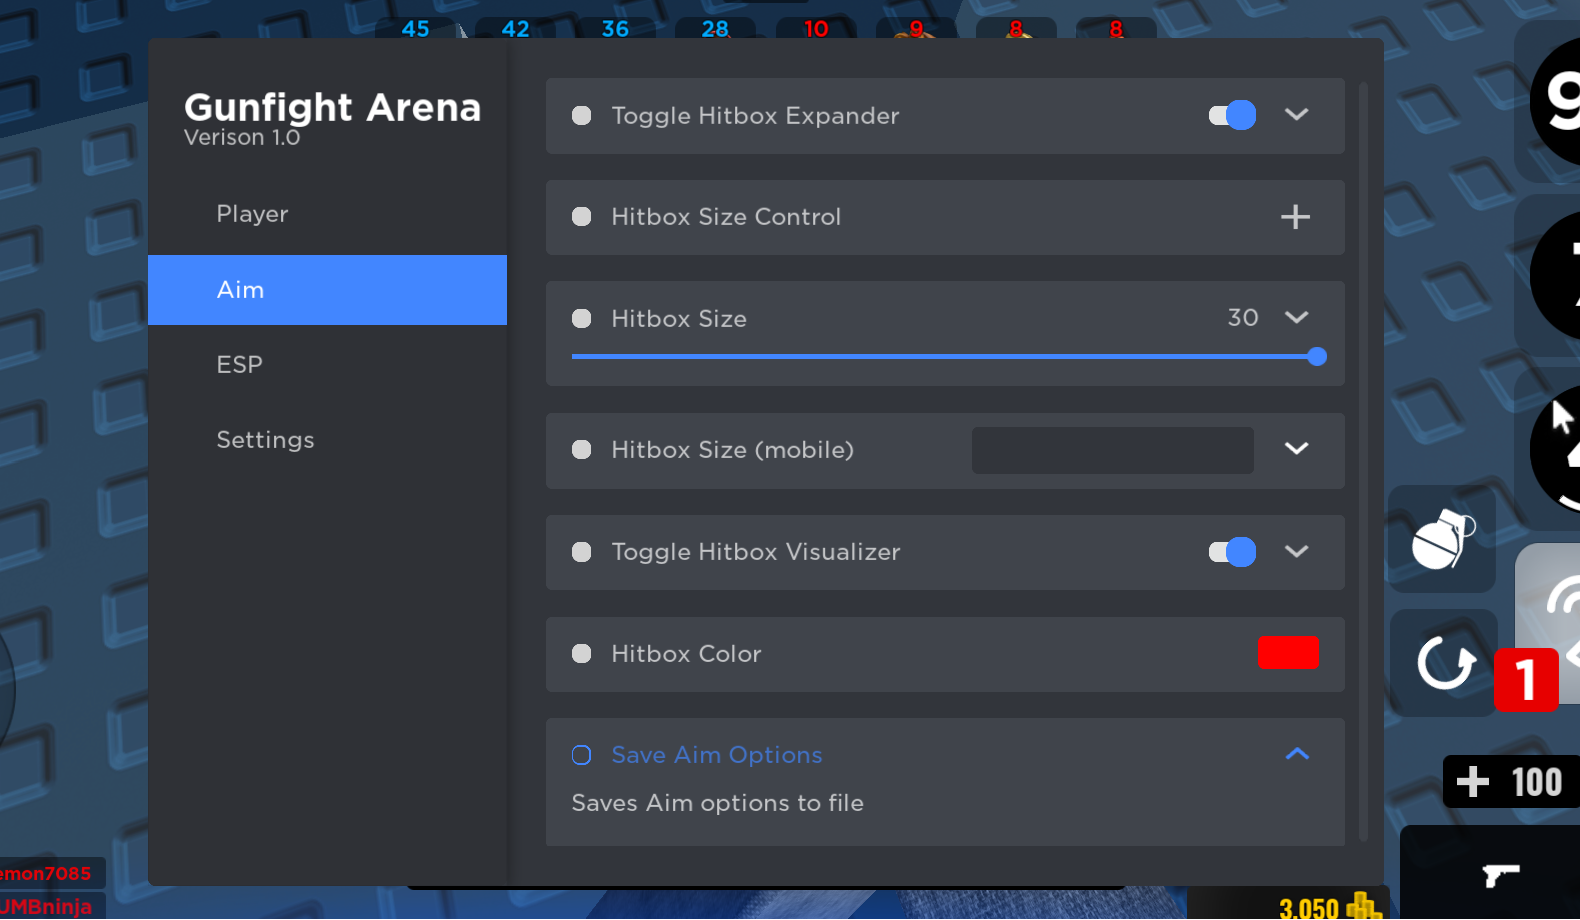 45 42 36 28 10 9 8 8
Gunfight Arena
Verison 1.0
Player
Aim
ESP
Settings
Toggle Hitbox Expander
Hitbox Size Control
Hitbox Size 30
Hitbox Size (mobile)
Toggle Hitbox Visualizer
Hitbox Color
Save Aim Options
Saves Aim options to file
9
1
100
3,050
emon7085
UMBninja